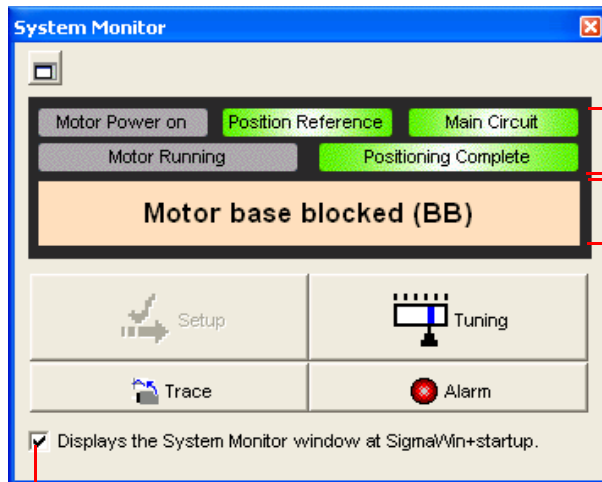 System Monitor
Motor Power on Position Reference Main Circuit
Motor Running Positioning Complete
Motor base blocked (BB)
Setup Tuning
Trace Alarm
Displays the System Monitor window at SigmaWin+startup.